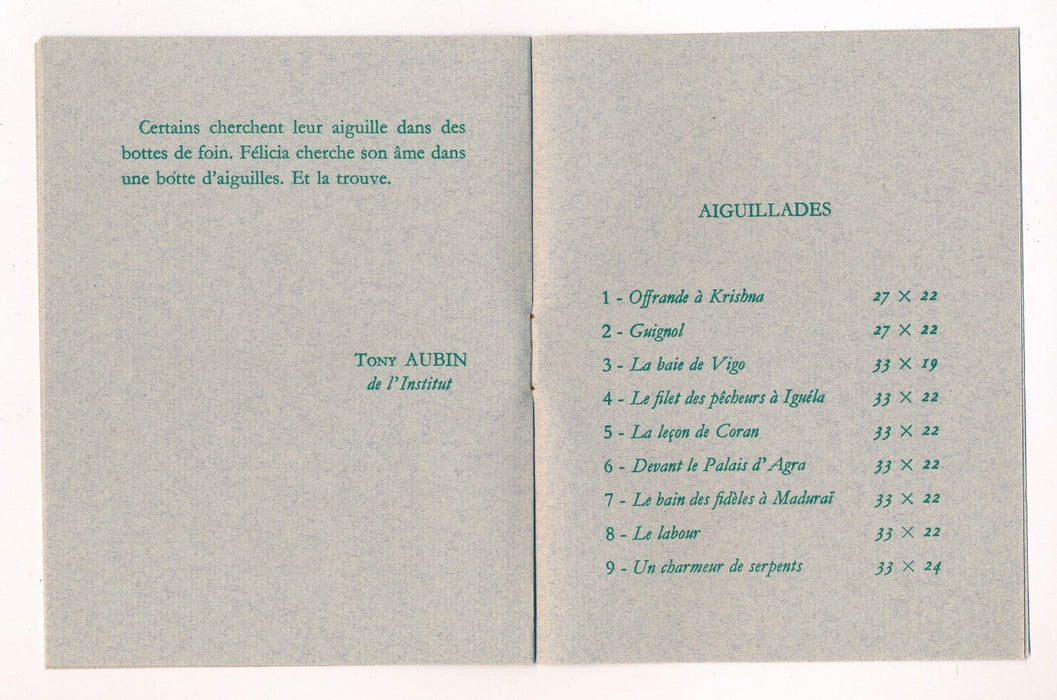 Certains cherchent leur aiguille dans des
bottes de foin. Félicia cherche son âme dans
une botte d'aiguilles. Et la trouve.
Tony AUBIN
de l'Institut
AIGUILLADES
1 - Offrande à Krishna 27 × 22
2 - Guignol 27 × 22
3 - La baie de Vigo 33 × 19
4 - Le filet des pêcheurs à Iguéla 33 × 22
5 - La leçon de Coran 33 × 22
6 - Devant le Palais d'Agra 33 × 22
7 - Le bain des fidèles à Maduraï 33 × 22
8 - Le labour 33 × 22
9 - Un charmeur de serpents 33 × 24